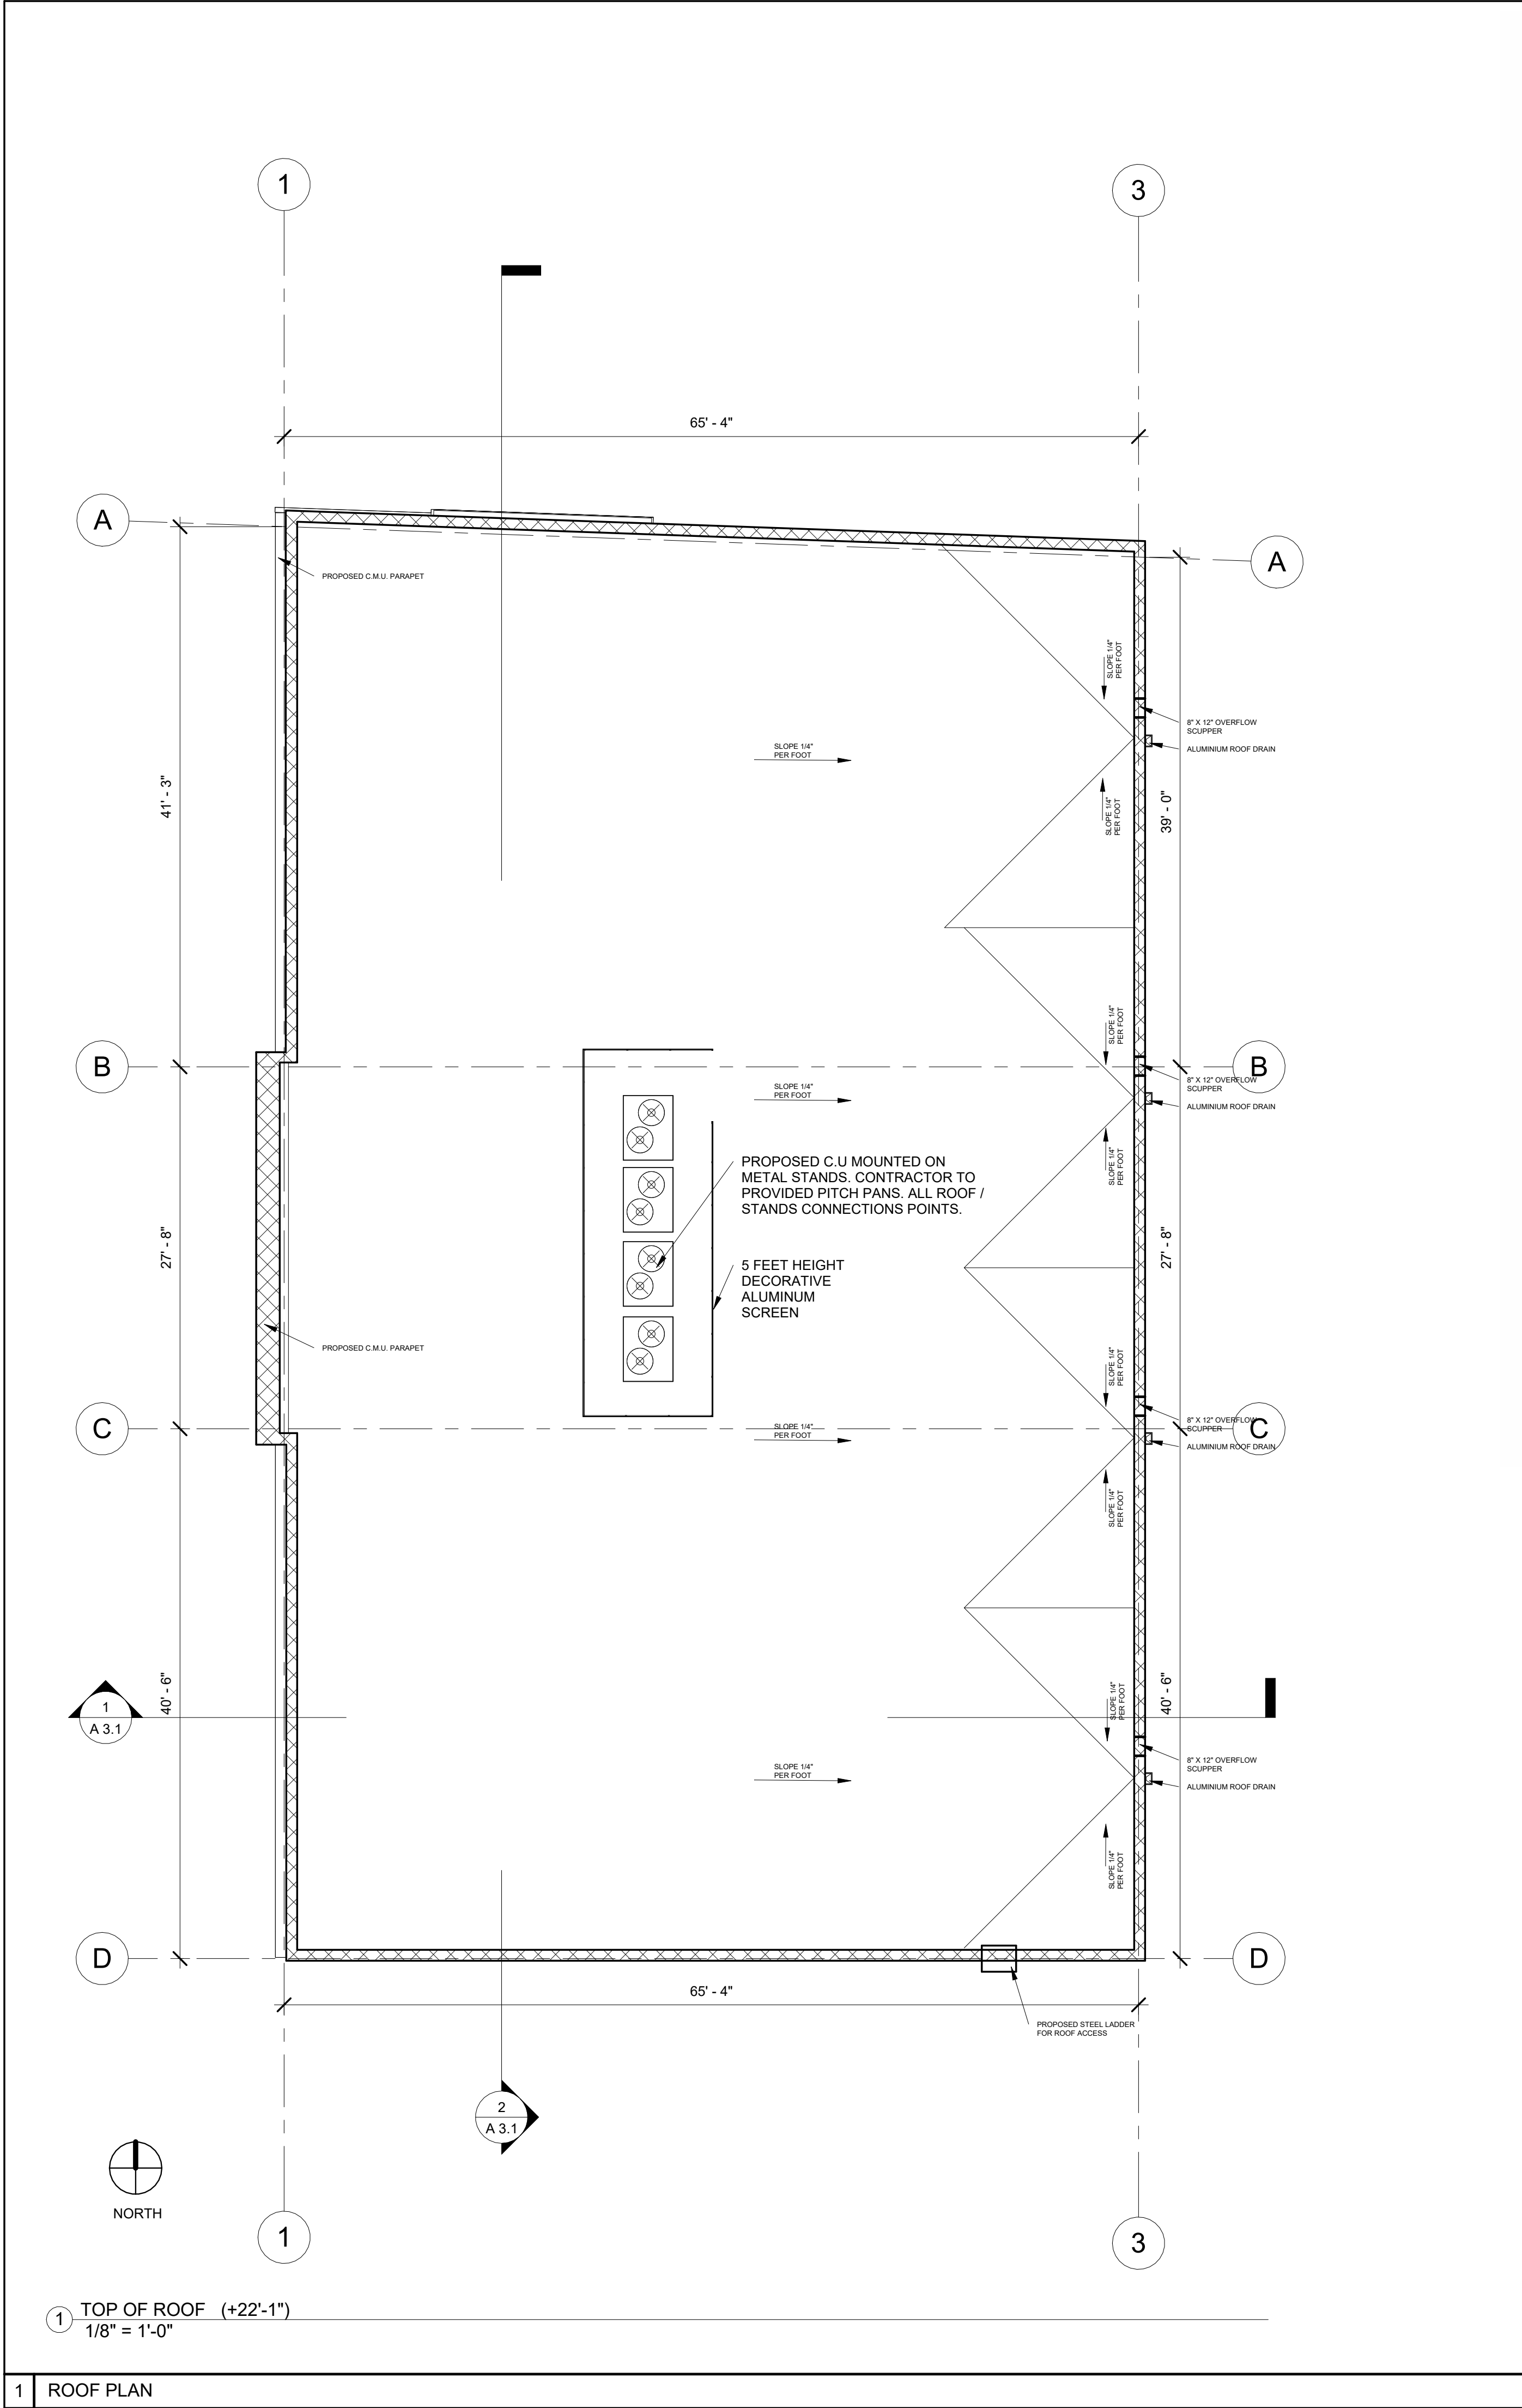 1
3
65' - 4"
A
A
PROPOSED C.M.U. PARAPET
SLOPE 1/4"
PER FOOT
8" X 12" OVERFLOW
SCUPPER
ALUMINIUM ROOF DRAIN
SLOPE 1/4"
PER FOOT
41' - 3"
SLOPE 1/4"
PER FOOT
39' - 0"
SLOPE 1/4"
PER FOOT
B
B
8" X 12" OVERFLOW
SCUPPER
ALUMINIUM ROOF DRAIN
SLOPE 1/4"
PER FOOT
SLOPE 1/4"
PER FOOT
PROPOSED C.U MOUNTED ON
METAL STANDS. CONTRACTOR TO
PROVIDED PITCH PANS. ALL ROOF /
STANDS CONNECTIONS POINTS.
27' - 8"
27' - 8"
5 FEET HEIGHT
DECORATIVE
ALUMINUM
SCREEN
PROPOSED C.M.U. PARAPET
SLOPE 1/4"
PER FOOT
C
C
8" X 12" OVERFLOW
SCUPPER
ALUMINIUM ROOF DRAIN
SLOPE 1/4"
PER FOOT
SLOPE 1/4"
PER FOOT
1
A 3.1
40' - 6"
SLOPE 1/4"
PER FOOT
40' - 6"
8" X 12" OVERFLOW
SCUPPER
ALUMINIUM ROOF DRAIN
SLOPE 1/4"
PER FOOT
SLOPE 1/4"
PER FOOT
D
D
65' - 4"
PROPOSED STEEL LADDER
FOR ROOF ACCESS
2
A 3.1
NORTH
1
3
1
TOP OF ROOF (+22'-1")
1/8" = 1'-0"
1
ROOF PLAN